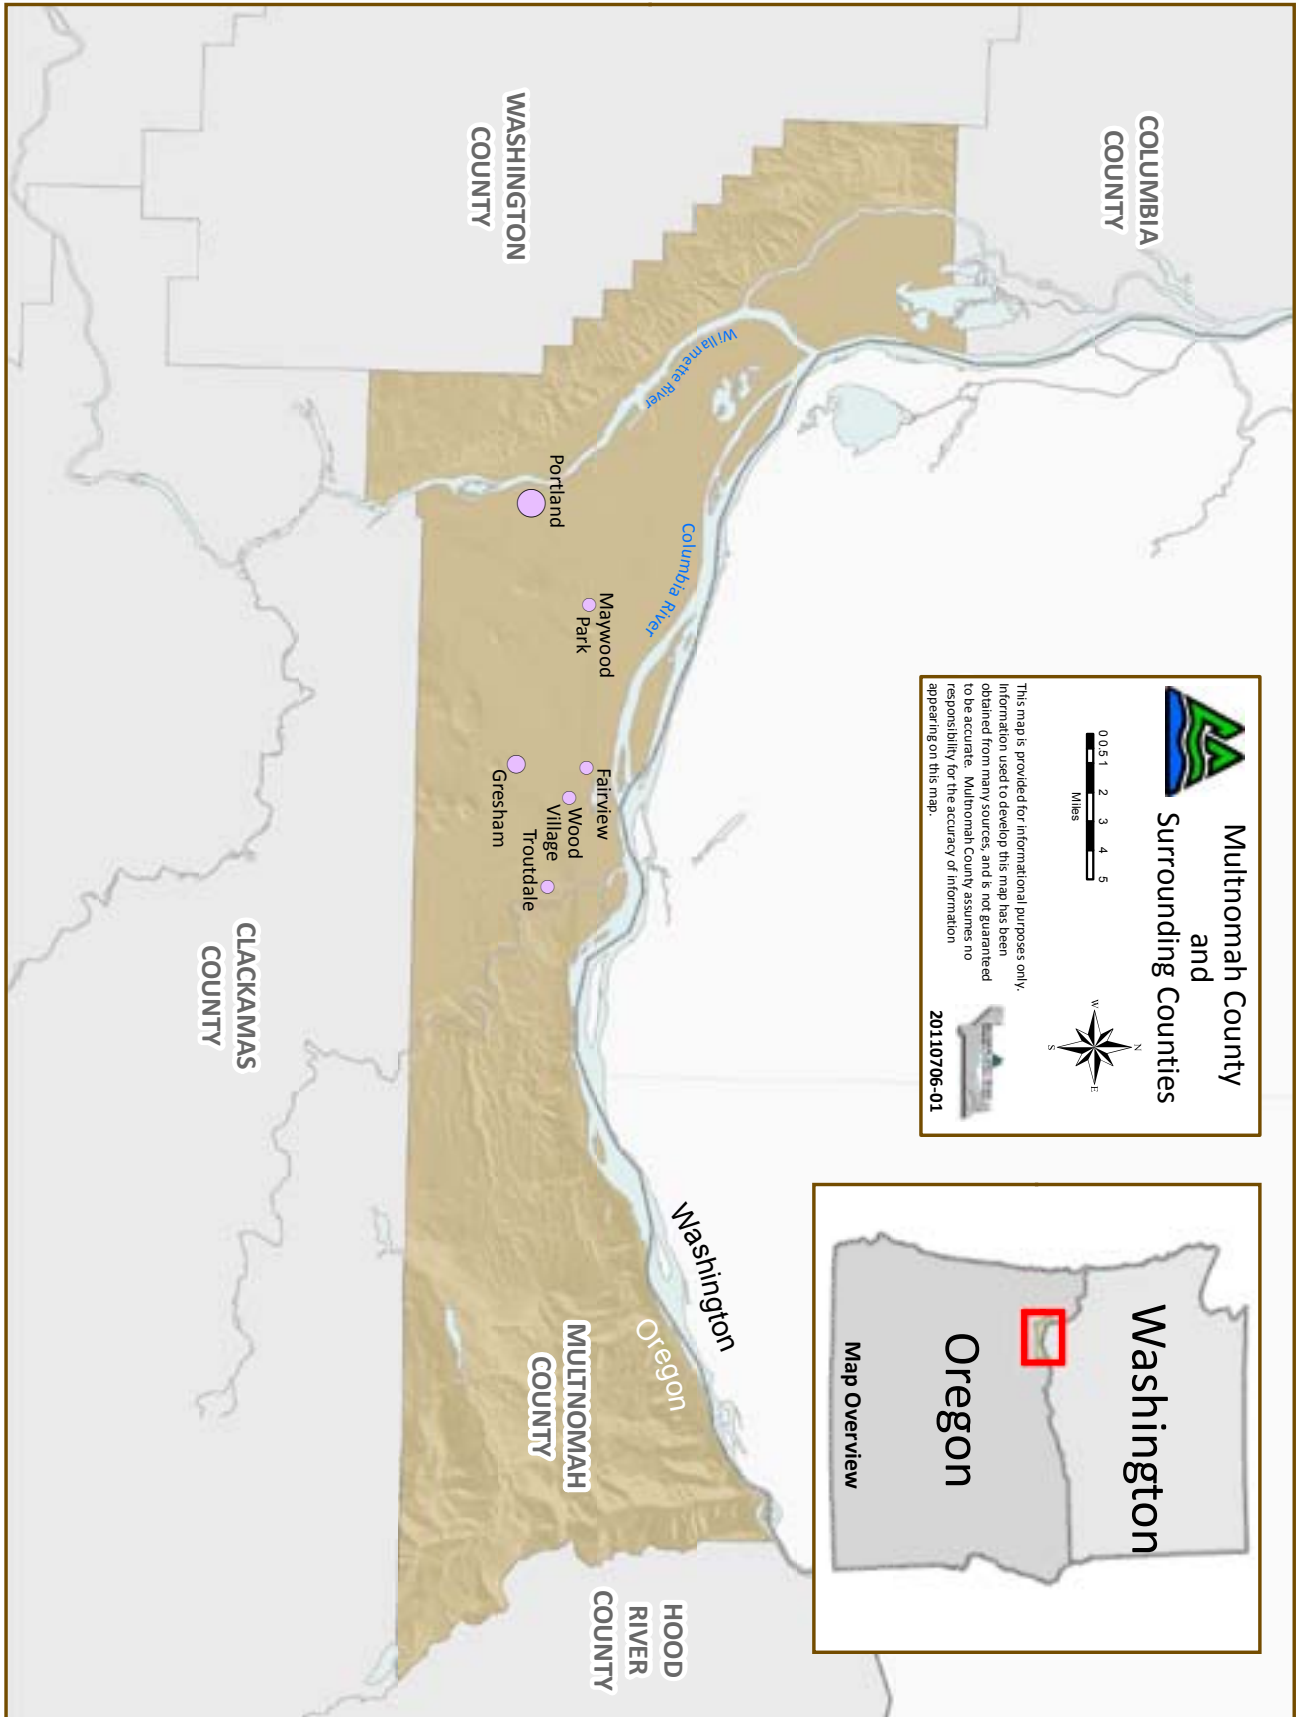 COLUMBIA
COUNTY
WASHINGTON
COUNTY
Willamette River
Columbia River
Portland
Maywood
Park
Fairview
Wood
Village
Troutdale
Gresham
CLACKAMAS
COUNTY
MULTNOMAH
COUNTY
HOOD
RIVER
COUNTY
Washington
Oregon
Multnomah County
and
Surrounding Counties
0 0.5 1 2 3 4 5
Miles
N
W
E
S
This map is provided for informational purposes only.
Information used to develop this map has been
obtained from many sources, and is not guaranteed
to be accurate. Multnomah County assumes no
responsibility for the accuracy of information
appearing on this map.
20110706-01
Washington
Oregon
Map Overview